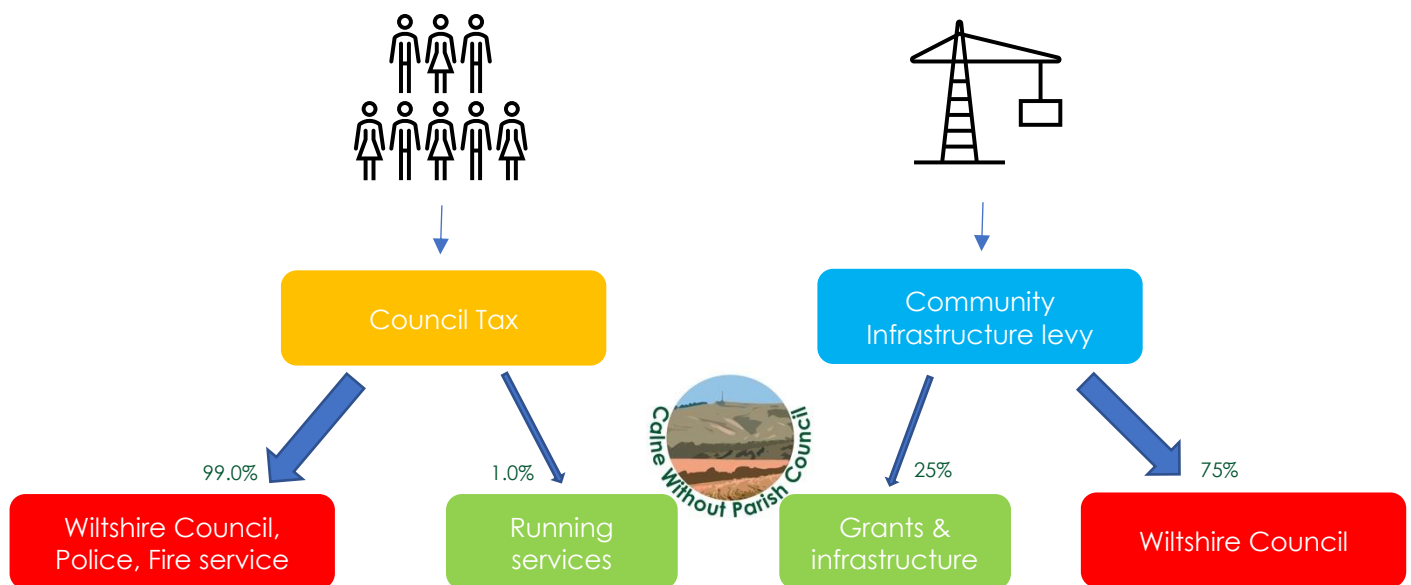 Council Tax
Community
Infrastructure levy
Calne Without Parish Council
99.0%
1.0%
25%
75%
Wiltshire Council,
Police, Fire service
Running
services
Grants &
infrastructure
Wiltshire Council